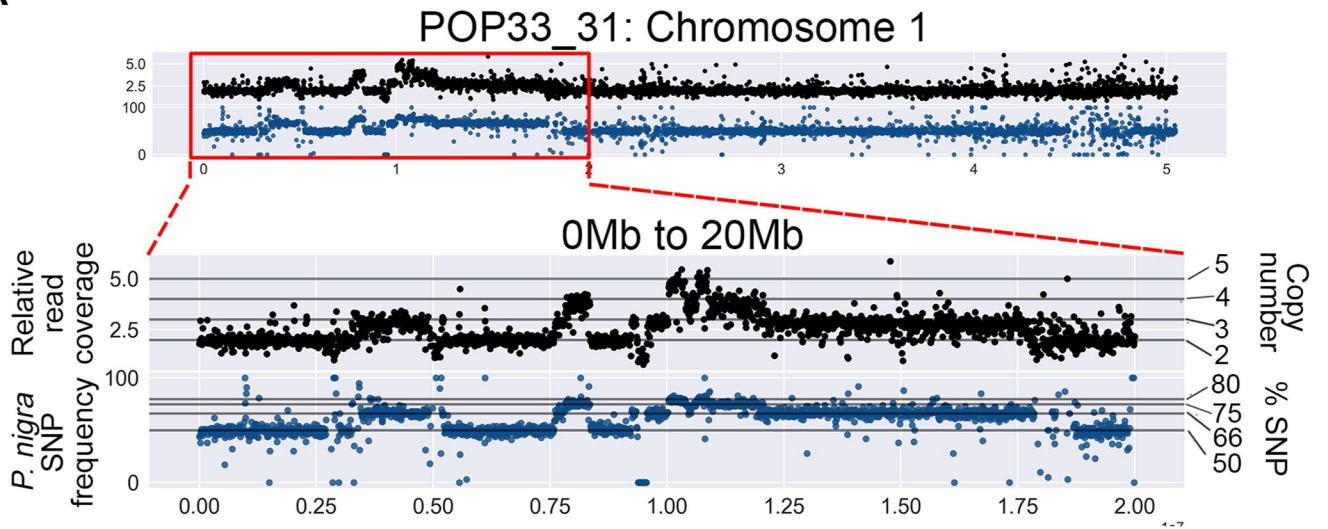 POP33_31: Chromosome 1
5.0
2.5
100
0
0 1 2 3 4 5
0Mb to 20Mb
Relative
read
coverage
5.0
2.5
5
4
3
2
Copy
number
P. nigra
SNP
frequency
100
0
80
75
66
50
% SNP
0.00 0.25 0.50 0.75 1.00 1.25 1.50 1.75 2.00